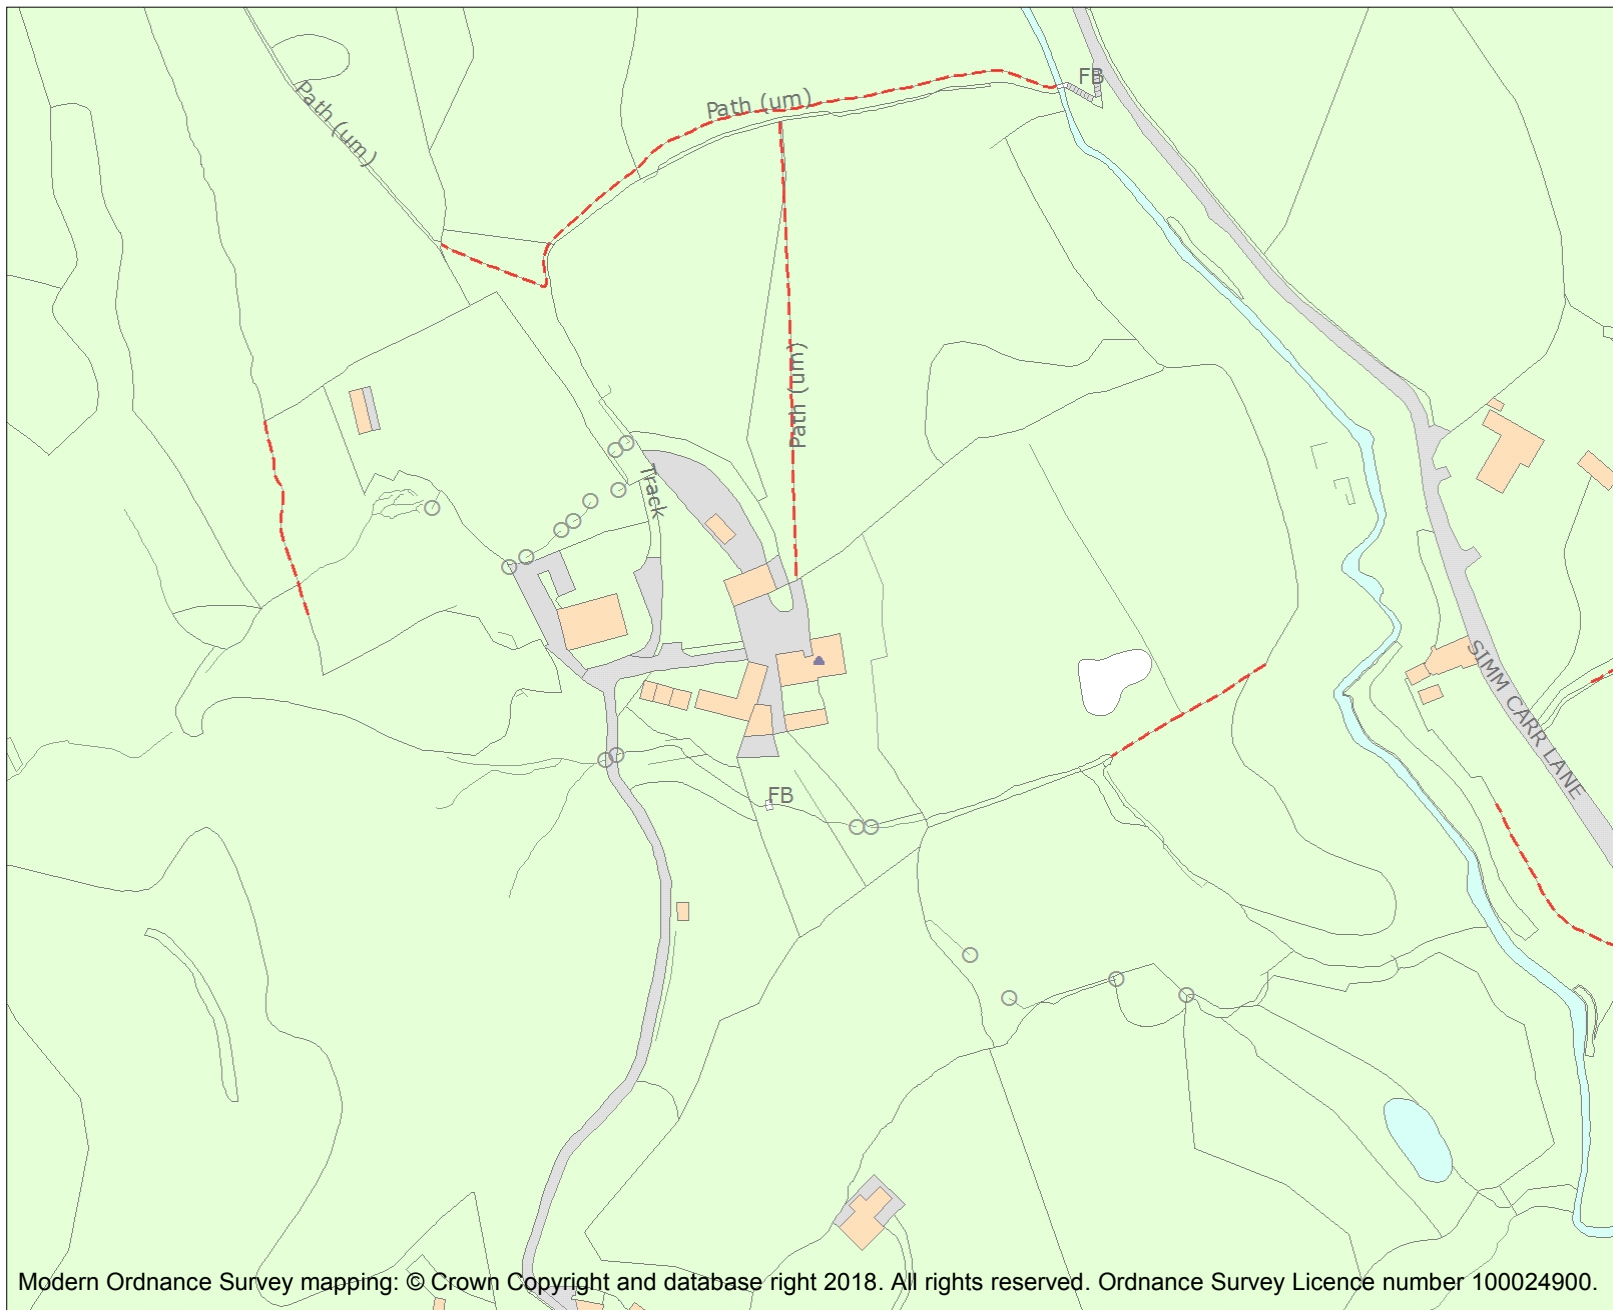 FB
Path (um)
Path (um)
Path (um)
Track
SIMM CARR LANE
FB
Modern Ordnance Survey mapping: © Crown Copyright and database right 2018. All rights reserved. Ordnance Survey Licence number 100024900.